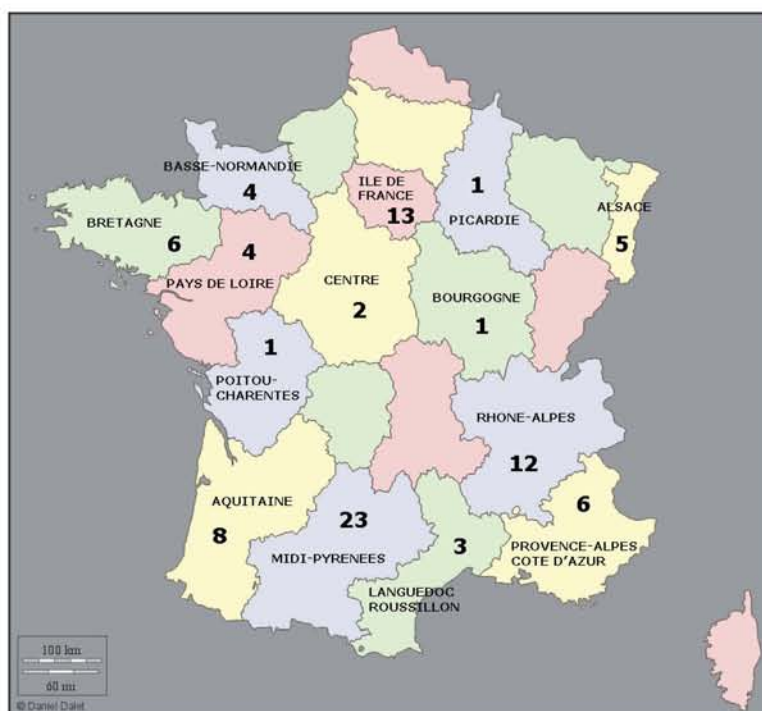 BASSE-NORMANDIE
4
ILE DE
FRANCE
13
1
PICARDIE
ALSACE
5
BRETAGNE
6
4
PAYS DE LOIRE
CENTRE
2
BOURGOGNE
1
1
POITOU-
CHARENTES
RHONE-ALPES
12
AQUITAINE
8
23
MIDI-PYRENEES
3
LANGUEDOC
ROUSSILLON
6
PROVENCE-ALPES
COTE D'AZUR
100 km
60 mi
© Daniel Dalet